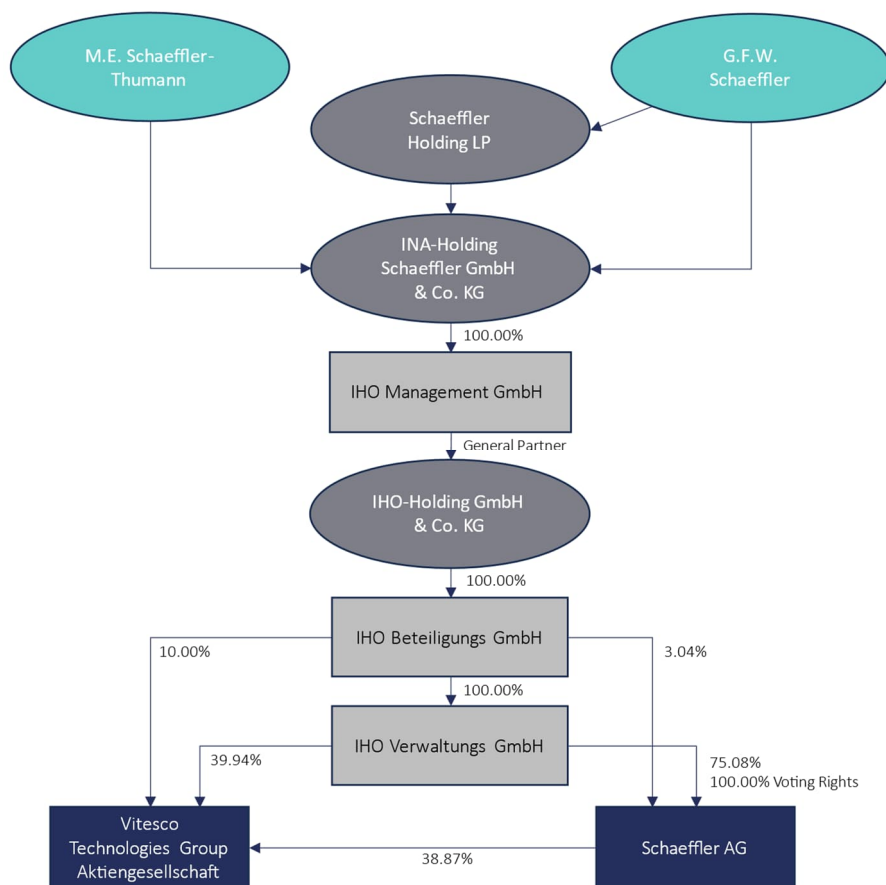 M.E. Schaeffler-
Thumann
G.F.W.
Schaeffler
Schaeffler
Holding LP
INA-Holding
Schaeffler GmbH
& Co. KG
100.00%
IHO Management GmbH
General Partner
IHO-Holding GmbH
& Co. KG
100.00%
IHO Beteiligungs GmbH
10.00%
3.04%
100.00%
IHO Verwaltungs GmbH
39.94%
75.08%
100.00% Voting Rights
Vitesco
Technologies Group
Aktiengesellschaft
38.87%
Schaeffler AG